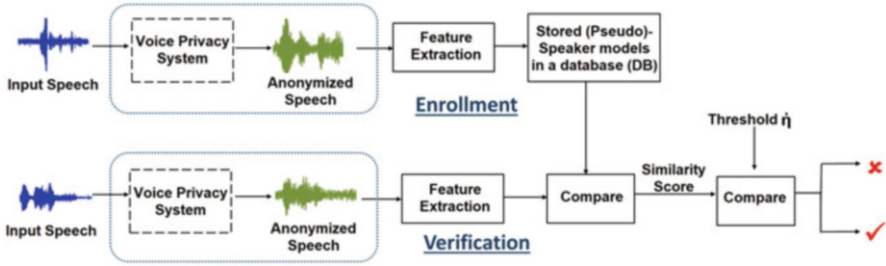 Input Speech
Voice Privacy
System
Anonymized
Speech
Feature
Extraction
Stored (Pseudo)-
Speaker models
in a database (DB)
Enrollment
Input Speech
Voice Privacy
System
Anonymized
Speech
Feature
Extraction
Verification
Compare
Similarity
Score
Threshold η̇
Compare